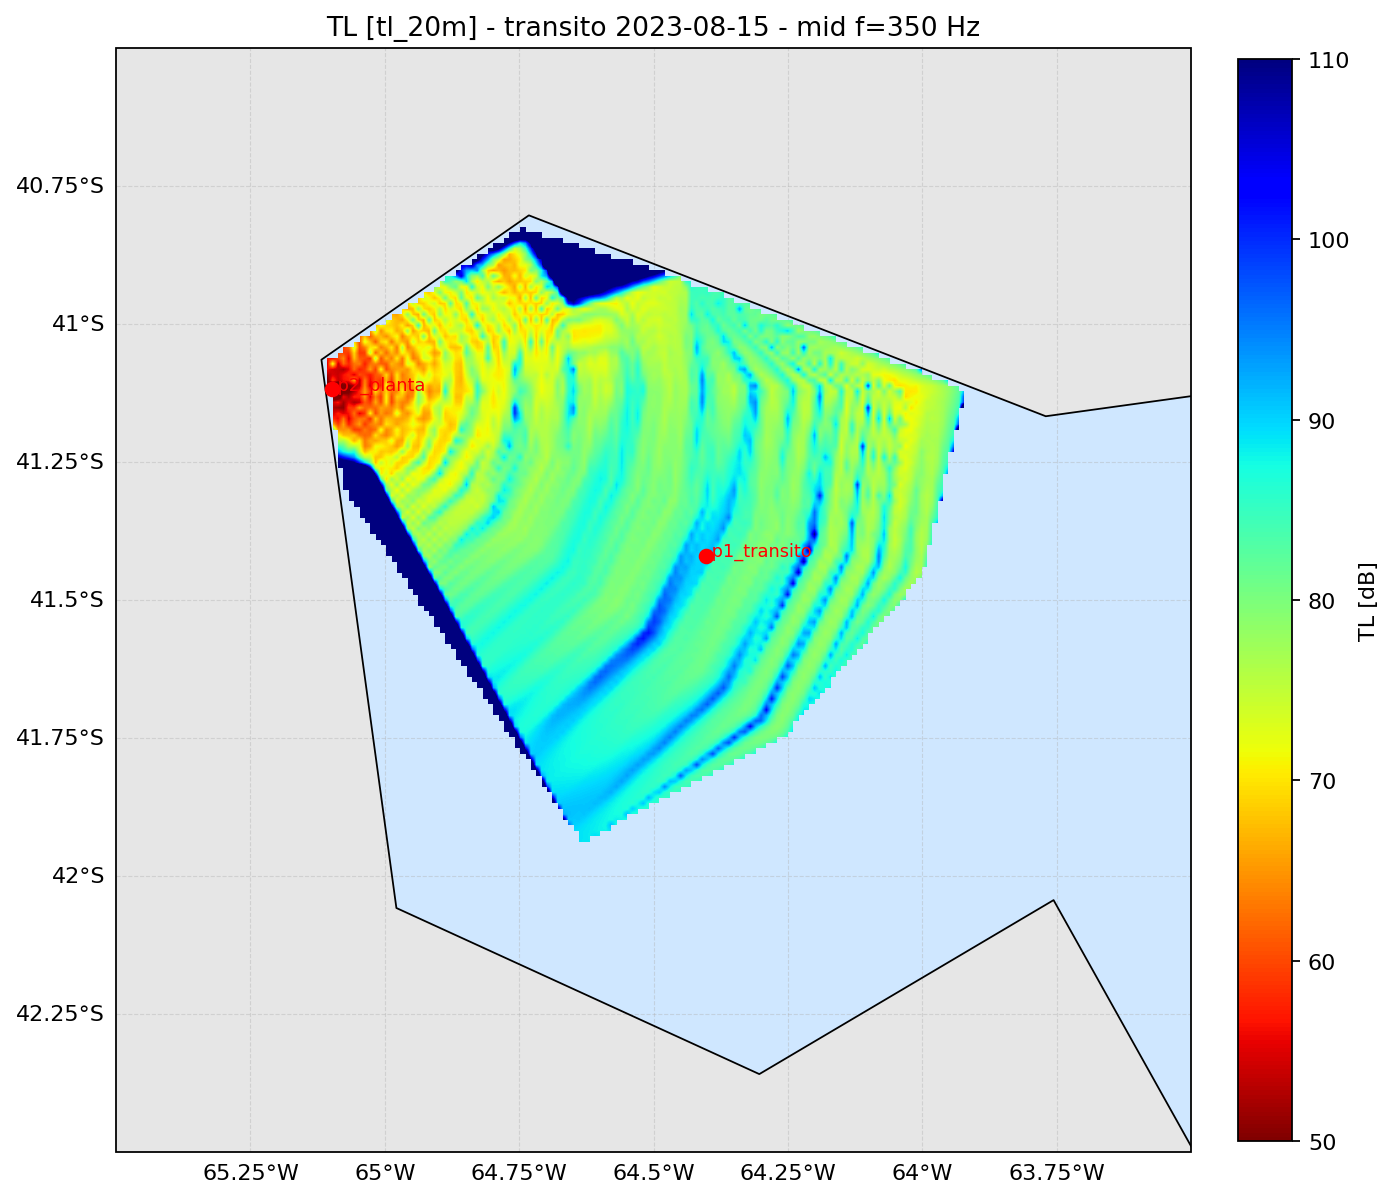 TL [tl_20m] - transito 2023-08-15 - mid f=350 Hz
110
40.75°S
100
41°S
p2_planta
90
41.25°S
p1_transito
41.5°S
80
TL [dB]
41.75°S
70
42°S
60
42.25°S
50
65.25°W 65°W 64.75°W 64.5°W 64.25°W 64°W 63.75°W